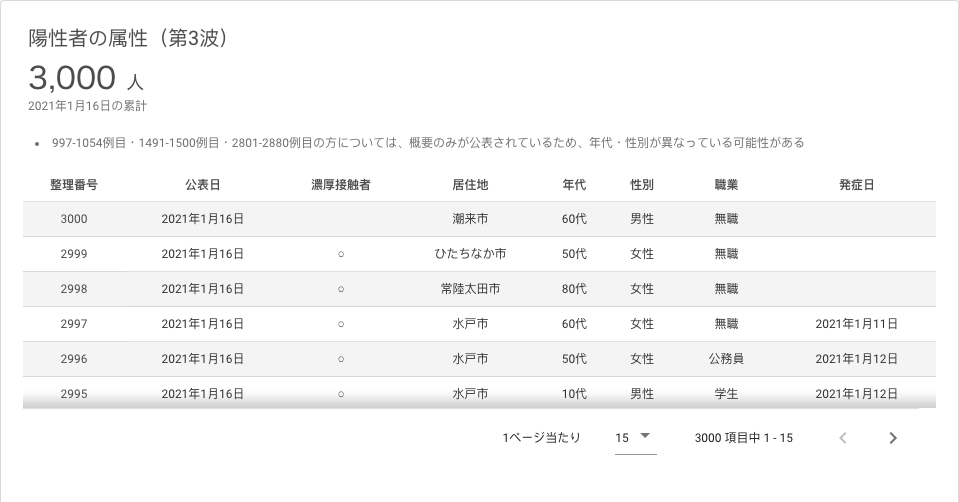 陽性者の属性（第3波）
3,000 人
2021年1月16日の累計
• 997-1054例目・1491-1500例目・2801-2880例目の方については、概要のみが公表されているため、年代・性別が異なっている可能性がある
整理番号 公表日 濃厚接触者 居住地 年代 性別 職業 発症日
3000 2021年1月16日 潮来市 60代 男性 無職
2999 2021年1月16日 ○ ひたちなか市 50代 女性 無職
2998 2021年1月16日 ○ 常陸太田市 80代 女性 無職
2997 2021年1月16日 ○ 水戸市 60代 女性 無職 2021年1月11日
2996 2021年1月16日 ○ 水戸市 50代 女性 公務員 2021年1月12日
2995 2021年1月16日 ○ 水戸市 10代 男性 学生 2021年1月12日
1ページ当たり 15 3000 項目中 1 - 15